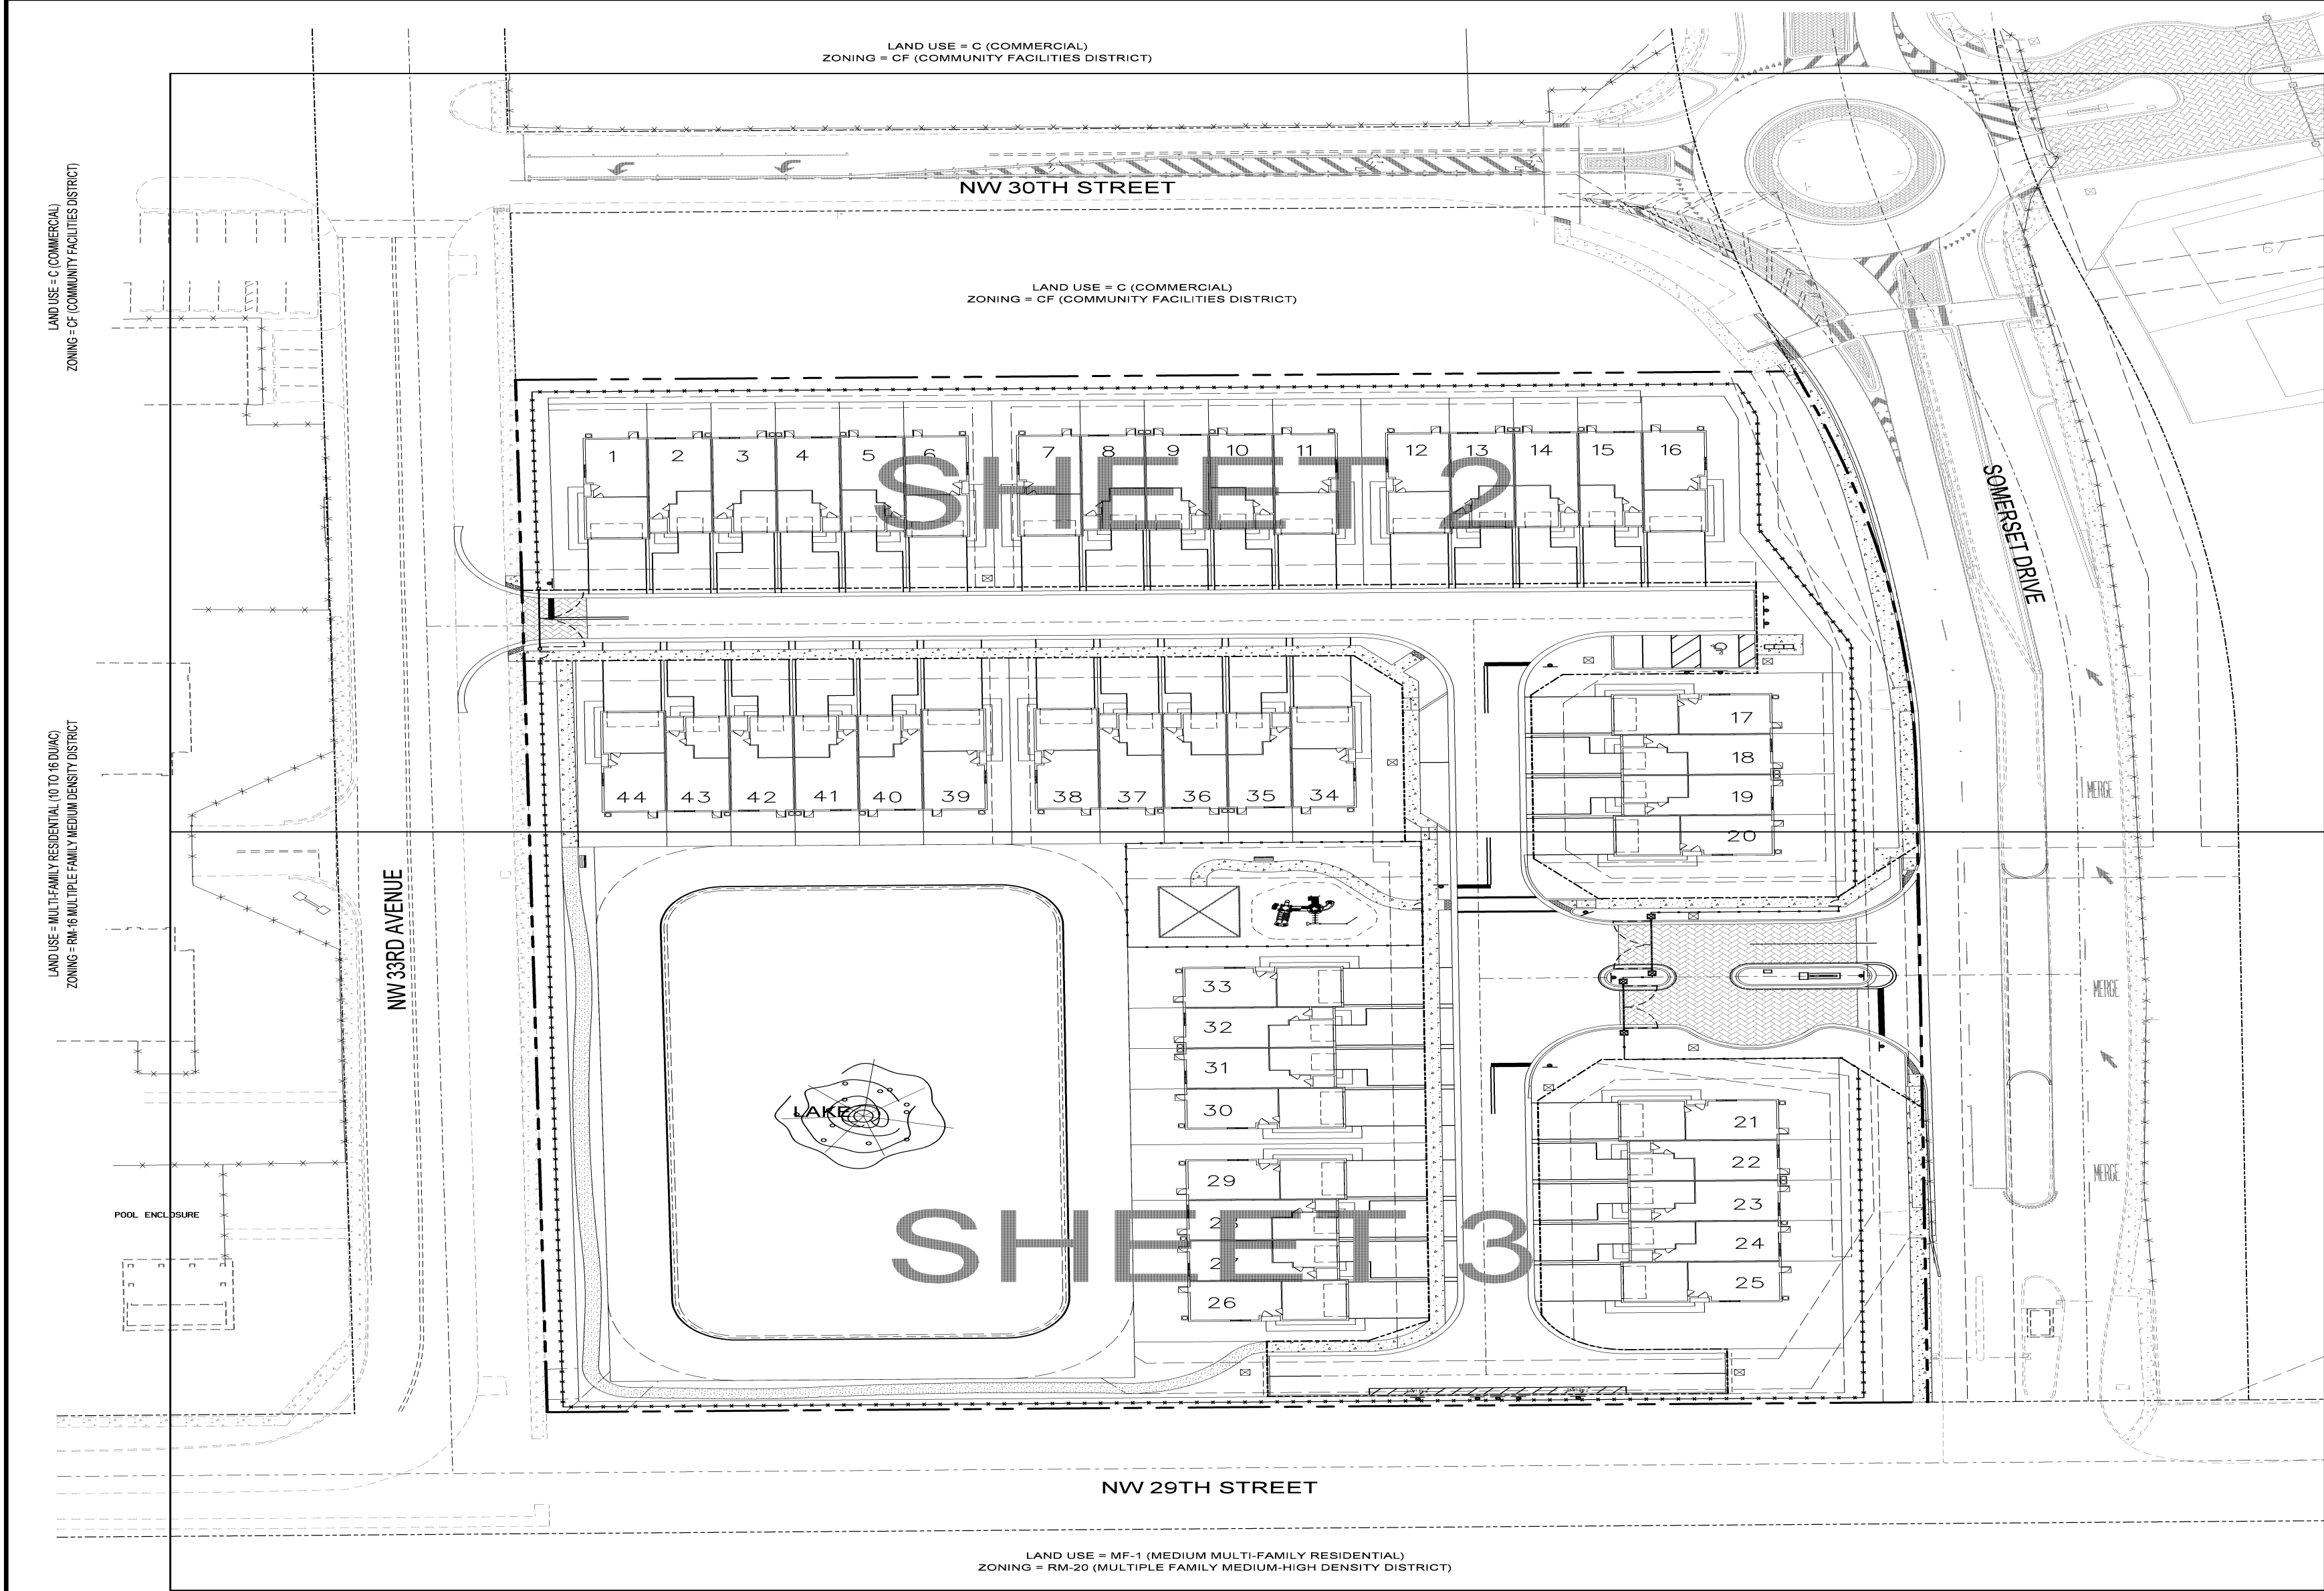 LAND USE = C (COMMERCIAL)
ZONING = CF (COMMUNITY FACILITIES DISTRICT)
LAND USE = C (COMMERCIAL)
ZONING = CF (COMMUNITY FACILITIES DISTRICT)
NW 30TH STREET
67
LAND USE = C (COMMERCIAL)
ZONING = CF (COMMUNITY FACILITIES DISTRICT)
1 2 3 4 5 6 7 8 9 10 11 12 13 14 15 16
SHEET 2
SOMERSET DRIVE
17
18
19
20
44 43 42 41 40 39 38 37 36 35 34
MERGE
LAND USE = MULTI-FAMILY RESIDENTIAL (10 TO 16 DU/AC)
ZONING = RM-16 MULTIPLE FAMILY MEDIUM DENSITY DISTRICT
NW 33RD AVENUE
33
32
31
30
MERGE
LAKE
21
22
23
24
25
MERGE
29
28
27
26
POOL ENCLOSURE
SHEET 3
NW 29TH STREET
LAND USE = MF-1 (MEDIUM MULTI-FAMILY RESIDENTIAL)
ZONING = RM-20 (MULTIPLE FAMILY MEDIUM-HIGH DENSITY DISTRICT)